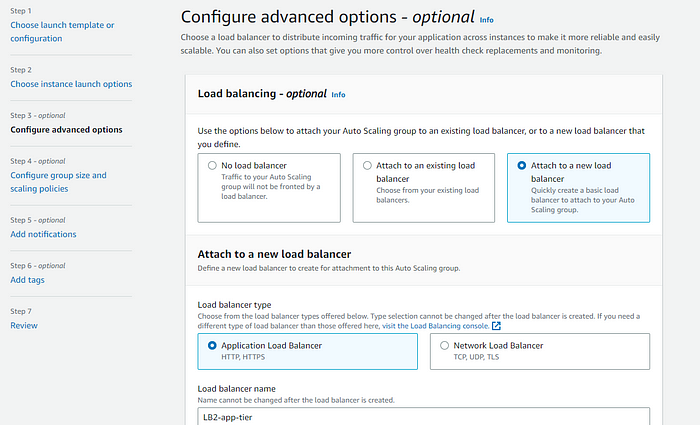 Step 1
Choose launch template or
configuration
Step 2
Choose instance launch options
Step 3 - optional
Configure advanced options
Step 4 - optional
Configure group size and
scaling policies
Step 5 - optional
Add notifications
Step 6 - optional
Add tags
Step 7
Review
Configure advanced options - optional Info
Choose a load balancer to distribute incoming traffic for your application across instances to make it more reliable and easily
scalable. You can also set options that give you more control over health check replacements and monitoring.
Load balancing - optional Info
Use the options below to attach your Auto Scaling group to an existing load balancer, or to a new load balancer that
you define.
No load balancer
Traffic to your Auto Scaling
group will not be fronted by a
load balancer.
Attach to an existing load
balancer
Choose from your existing load
balancers.
Attach to a new load
balancer
Quickly create a basic load
balancer to attach to your Auto
Scaling group.
Attach to a new load balancer
Define a new load balancer to create for attachment to this Auto Scaling group.
Load balancer type
Choose from the load balancer types offered below. Type selection cannot be changed after the load balancer is created. If you need a
different type of load balancer than those offered here, visit the Load Balancing console.
Application Load Balancer
HTTP, HTTPS
Network Load Balancer
TCP, UDP, TLS
Load balancer name
Name cannot be changed after the load balancer is created.
LB2-app-tier